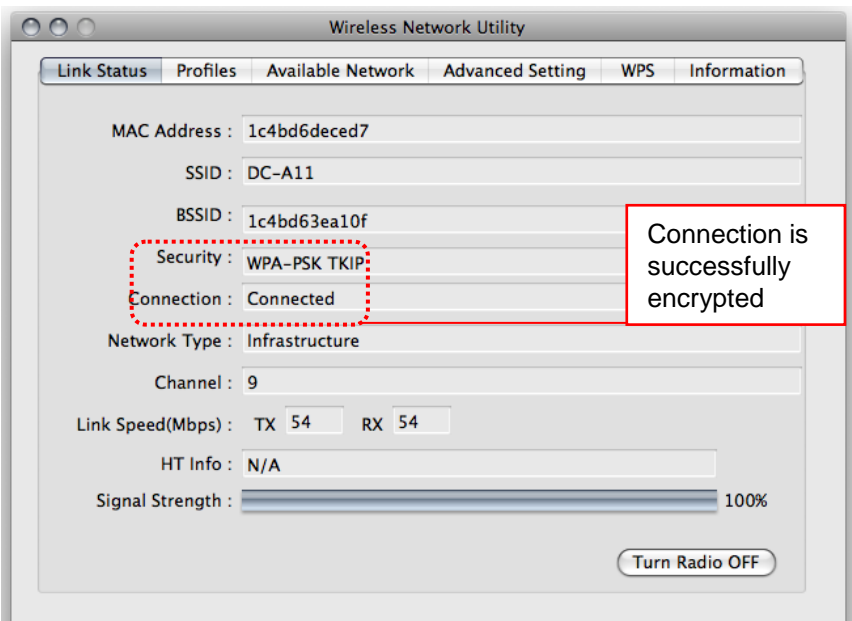 Wireless Network Utility
Link Status Profiles Available Network Advanced Setting WPS Information
MAC Address : 1c4bd6deced7
SSID : DC-A11
BSSID : 1c4bd63ea10f
Security : WPA-PSK TKIP
Connection : Connected
Connection is
successfully
encrypted
Network Type : Infrastructure
Channel : 9
Link Speed(Mbps) : TX 54 RX 54
HT Info : N/A
Signal Strength : 100%
Turn Radio OFF